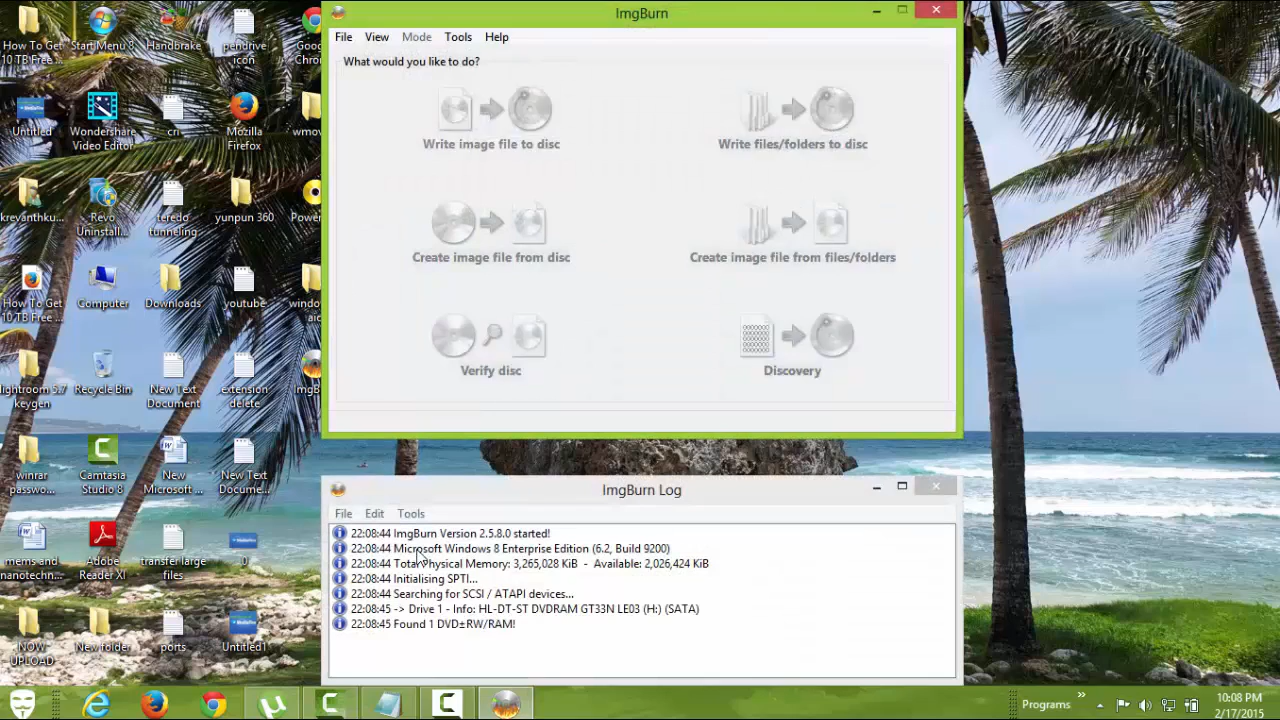 How To Get
10 TB Free ...
Start Menu 8
Handbrake
pendrive
icon
Goo
Chro
ImgBurn
File View Mode Tools Help
What would you like to do?
Write image file to disc
Write files/folders to disc
Create image file from disc
Create image file from files/folders
Verify disc
Discovery
Untitled
Wondershare
Video Editor
cri
Mozilla
Firefox
wmov
krevanthku...
Revo
Uninstall...
teredo
tunneling
yunpun 360
Powe
How To Get
10 TB Free ...
Computer
Downloads
youtube
windo
aic
lightroom 5.7
keygen
Recycle Bin
New Text
Document
extension
delete
ImgB
winrar
passwo...
Camtasia
Studio 8
New
Microsoft ...
New Text
Docume...
mems and
nanotechn...
Adobe
Reader XI
transfer large
files
0
NOW
UPLOAD
New folder
ports
Untitled1
ImgBurn Log
File Edit Tools
22:08:44 ImgBurn Version 2.5.8.0 started!
22:08:44 Microsoft Windows 8 Enterprise Edition (6.2, Build 9200)
22:08:44 Total Physical Memory: 3,265,028 KiB - Available: 2,026,424 KiB
22:08:44 Initialising SPTI...
22:08:44 Searching for SCSI / ATAPI devices...
22:08:45 -> Drive 1 - Info: HL-DT-ST DVDRAM GT33N LE03 (H:) (SATA)
22:08:45 Found 1 DVD±RW/RAM!
Programs
10:08 PM
2/17/2015